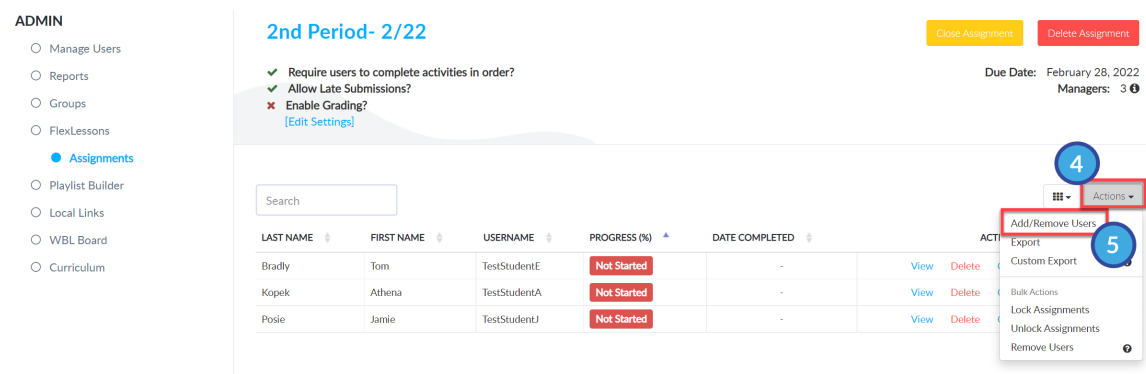 ADMIN
Manage Users
Reports
Groups
FlexLessons
Assignments
Playlist Builder
Local Links
WBL Board
Curriculum
2nd Period- 2/22
Close Assignment
Delete Assignment
Require users to complete activities in order?
Allow Late Submissions?
Enable Grading?
[Edit Settings]
Due Date: February 28, 2022
Managers: 3
4
Search
Actions
Add/Remove Users
5
Export
Custom Export
Bulk Actions
Lock Assignments
Unlock Assignments
Remove Users
LAST NAME FIRST NAME USERNAME PROGRESS (%) DATE COMPLETED
Bradly Tom TestStudentE Not Started - View Delete
Kopek Athena TestStudentA Not Started - View Delete
Posie Jamie TestStudentJ Not Started - View Delete